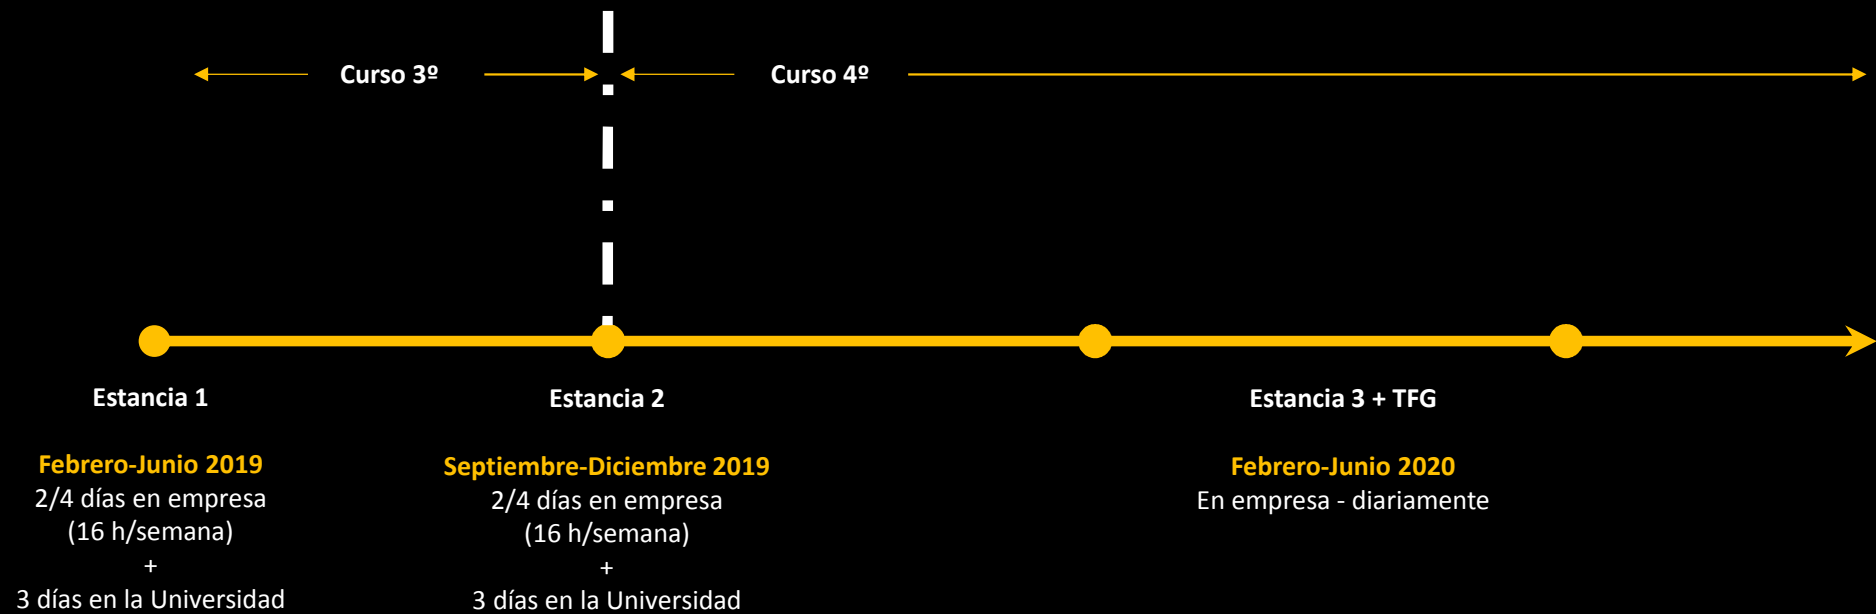 Curso 3º
Curso 4º
Estancia 1
Febrero-Junio 2019
2/4 días en empresa
(16 h/semana)
+
3 días en la Universidad
Estancia 2
Septiembre-Diciembre 2019
2/4 días en empresa
(16 h/semana)
+
3 días en la Universidad
Estancia 3 + TFG
Febrero-Junio 2020
En empresa - diariamente